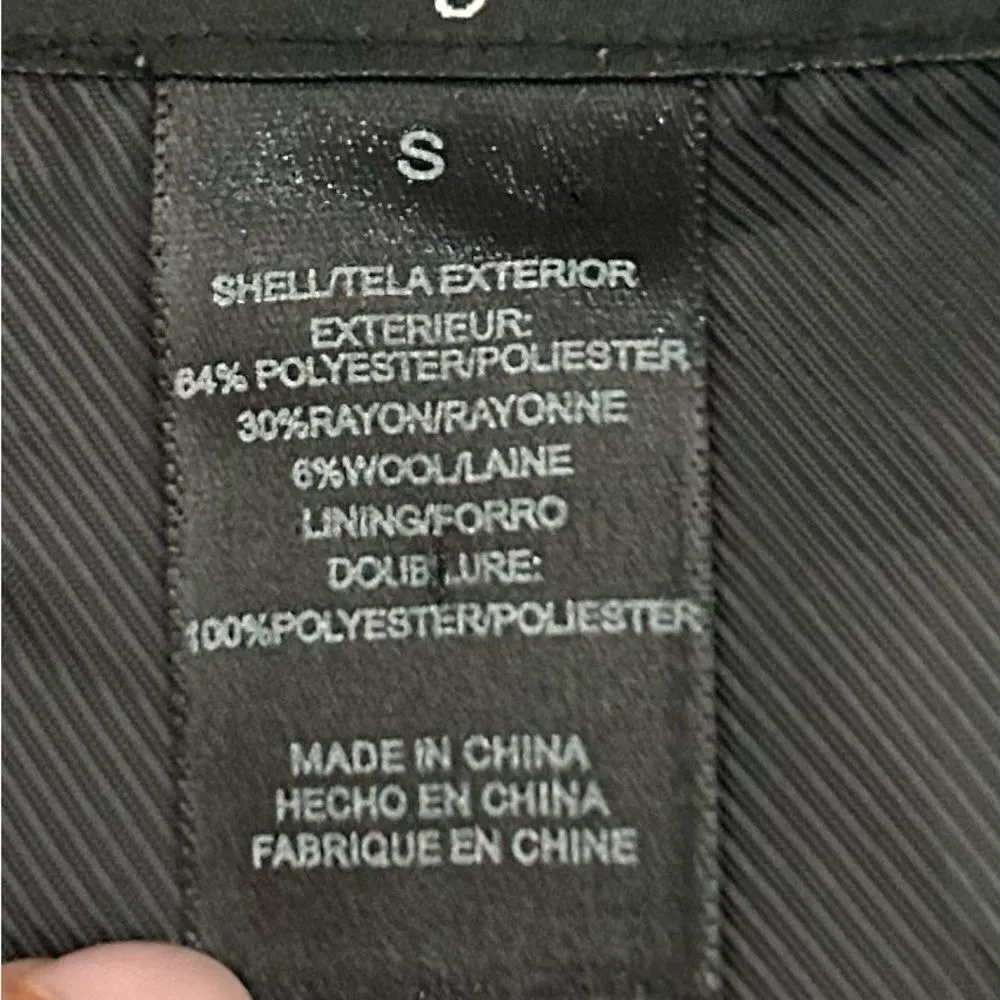 S
SHELL/TELA EXTERIOR
EXTERIEUR:
64% POLYESTER/POLIESTER
30%RAYON/RAYONNE
6%WOOL/LAINE
LINING/FORRO
DOUBLURE:
100%POLYESTER/POLIESTER
MADE IN CHINA
HECHO EN CHINA
FABRIQUE EN CHINE